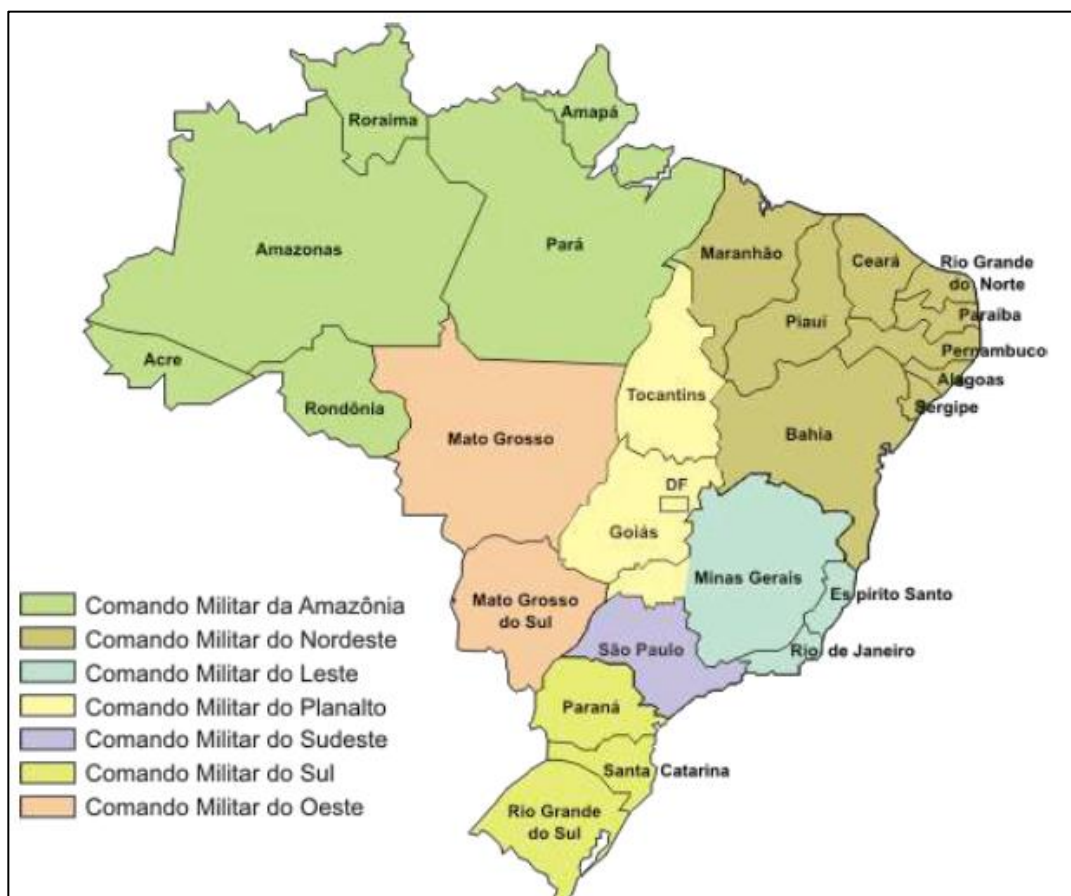 Roraima
Amapá
Amazonas
Pará
Maranhão
Ceará
Rio Grande
do Norte
Piauí
Paraíba
Pernambuco
Acre
Alagoas
Rondônia
Tocantins
Sergipe
Mato Grosso
Bahia
DF
Goiás
Minas Gerais
Espírito Santo
Mato Grosso
do Sul
São Paulo
Rio de Janeiro
Paraná
Santa Catarina
Rio Grande
do Sul
Comando Militar da Amazônia
Comando Militar do Nordeste
Comando Militar do Leste
Comando Militar do Planalto
Comando Militar do Sudeste
Comando Militar do Sul
Comando Militar do Oeste